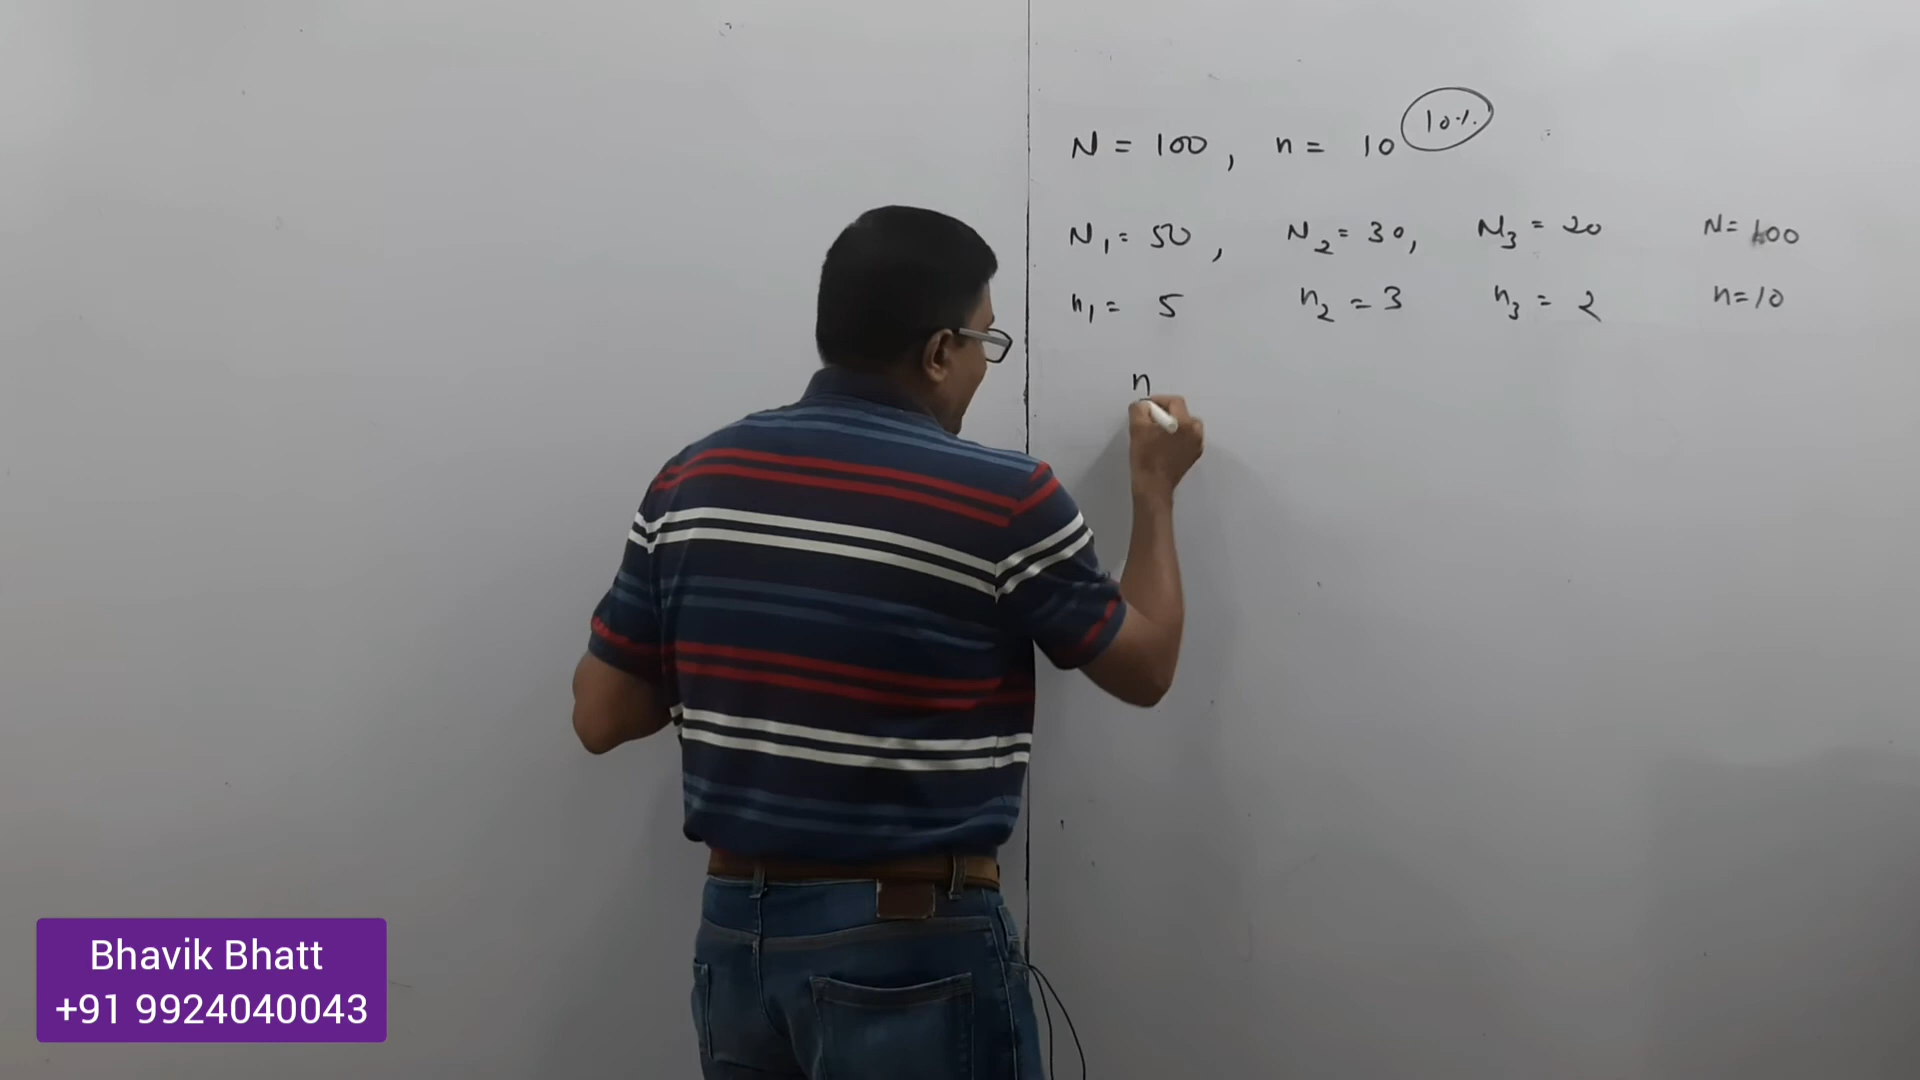 N = 100, n = 10 10%
N₁ = 50, N₂ = 30, N₃ = 20 N = 100
n₁ = 5 n₂ = 3 n₃ = 2 n = 10
n
Bhavik Bhatt
+91 9924040043